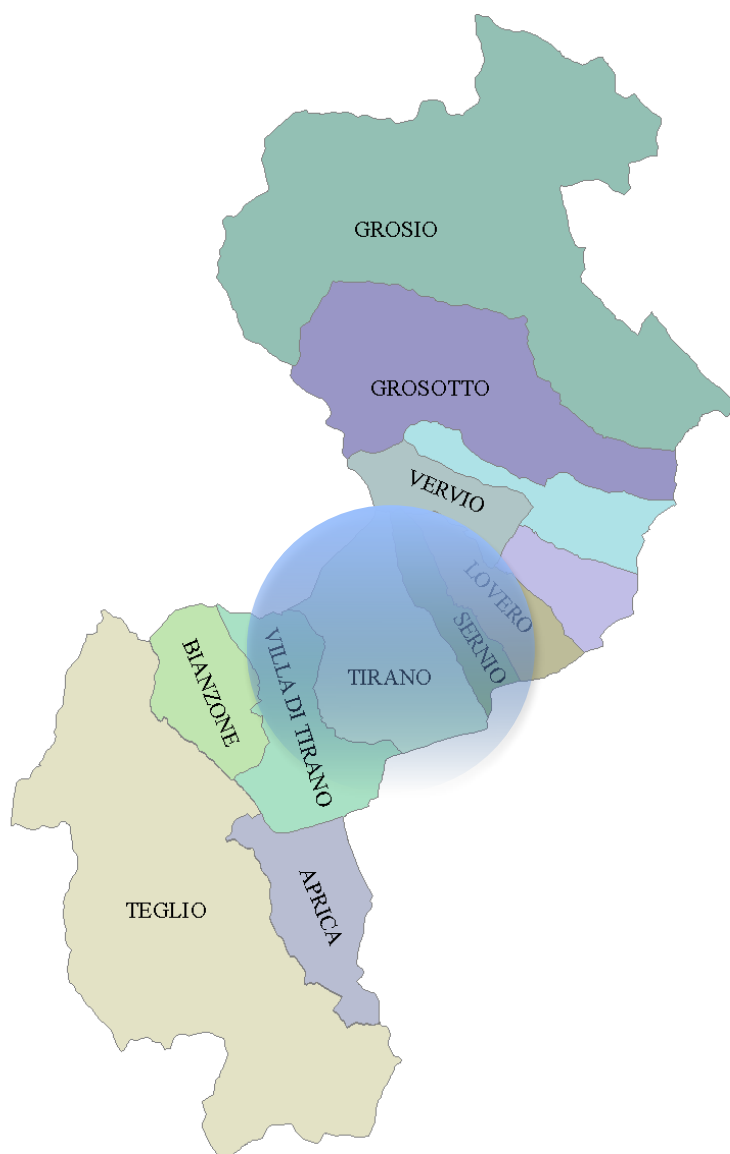 GROSIO
GROSOTTO
VERVIO
LOVERO
SERNIO
TIRANO
VILLA DI TIRANO
BIANZONE
APRICA
TEGLIO